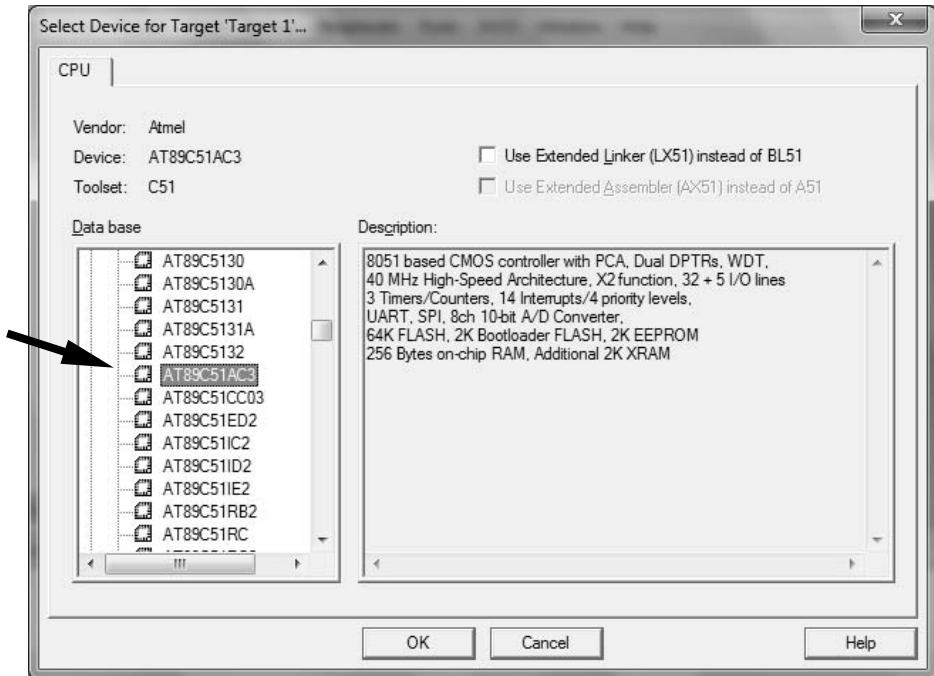 Select Device for Target 'Target 1'...
CPU
Vendor: Atmel
Device: AT89C51AC3
Toolset: C51
Use Extended Linker (LX51) instead of BL51
Use Extended Assembler (AX51) instead of A51
Data base
AT89C5130
AT89C5130A
AT89C5131
AT89C5131A
AT89C5132
AT89C51AC3
AT89C51CC03
AT89C51ED2
AT89C51IC2
AT89C51ID2
AT89C51IE2
AT89C51RB2
AT89C51RC
Description:
8051 based CMOS controller with PCA, Dual DPTRs, WDT,
40 MHz High-Speed Architecture, X2 function, 32 + 5 I/O lines
3 Timers/Counters, 14 Interrupts/4 priority levels,
UART, SPI, 8ch 10-bit A/D Converter,
64K FLASH, 2K Bootloader FLASH, 2K EEPROM
256 Bytes on-chip RAM, Additional 2K XRAM
OK
Cancel
Help